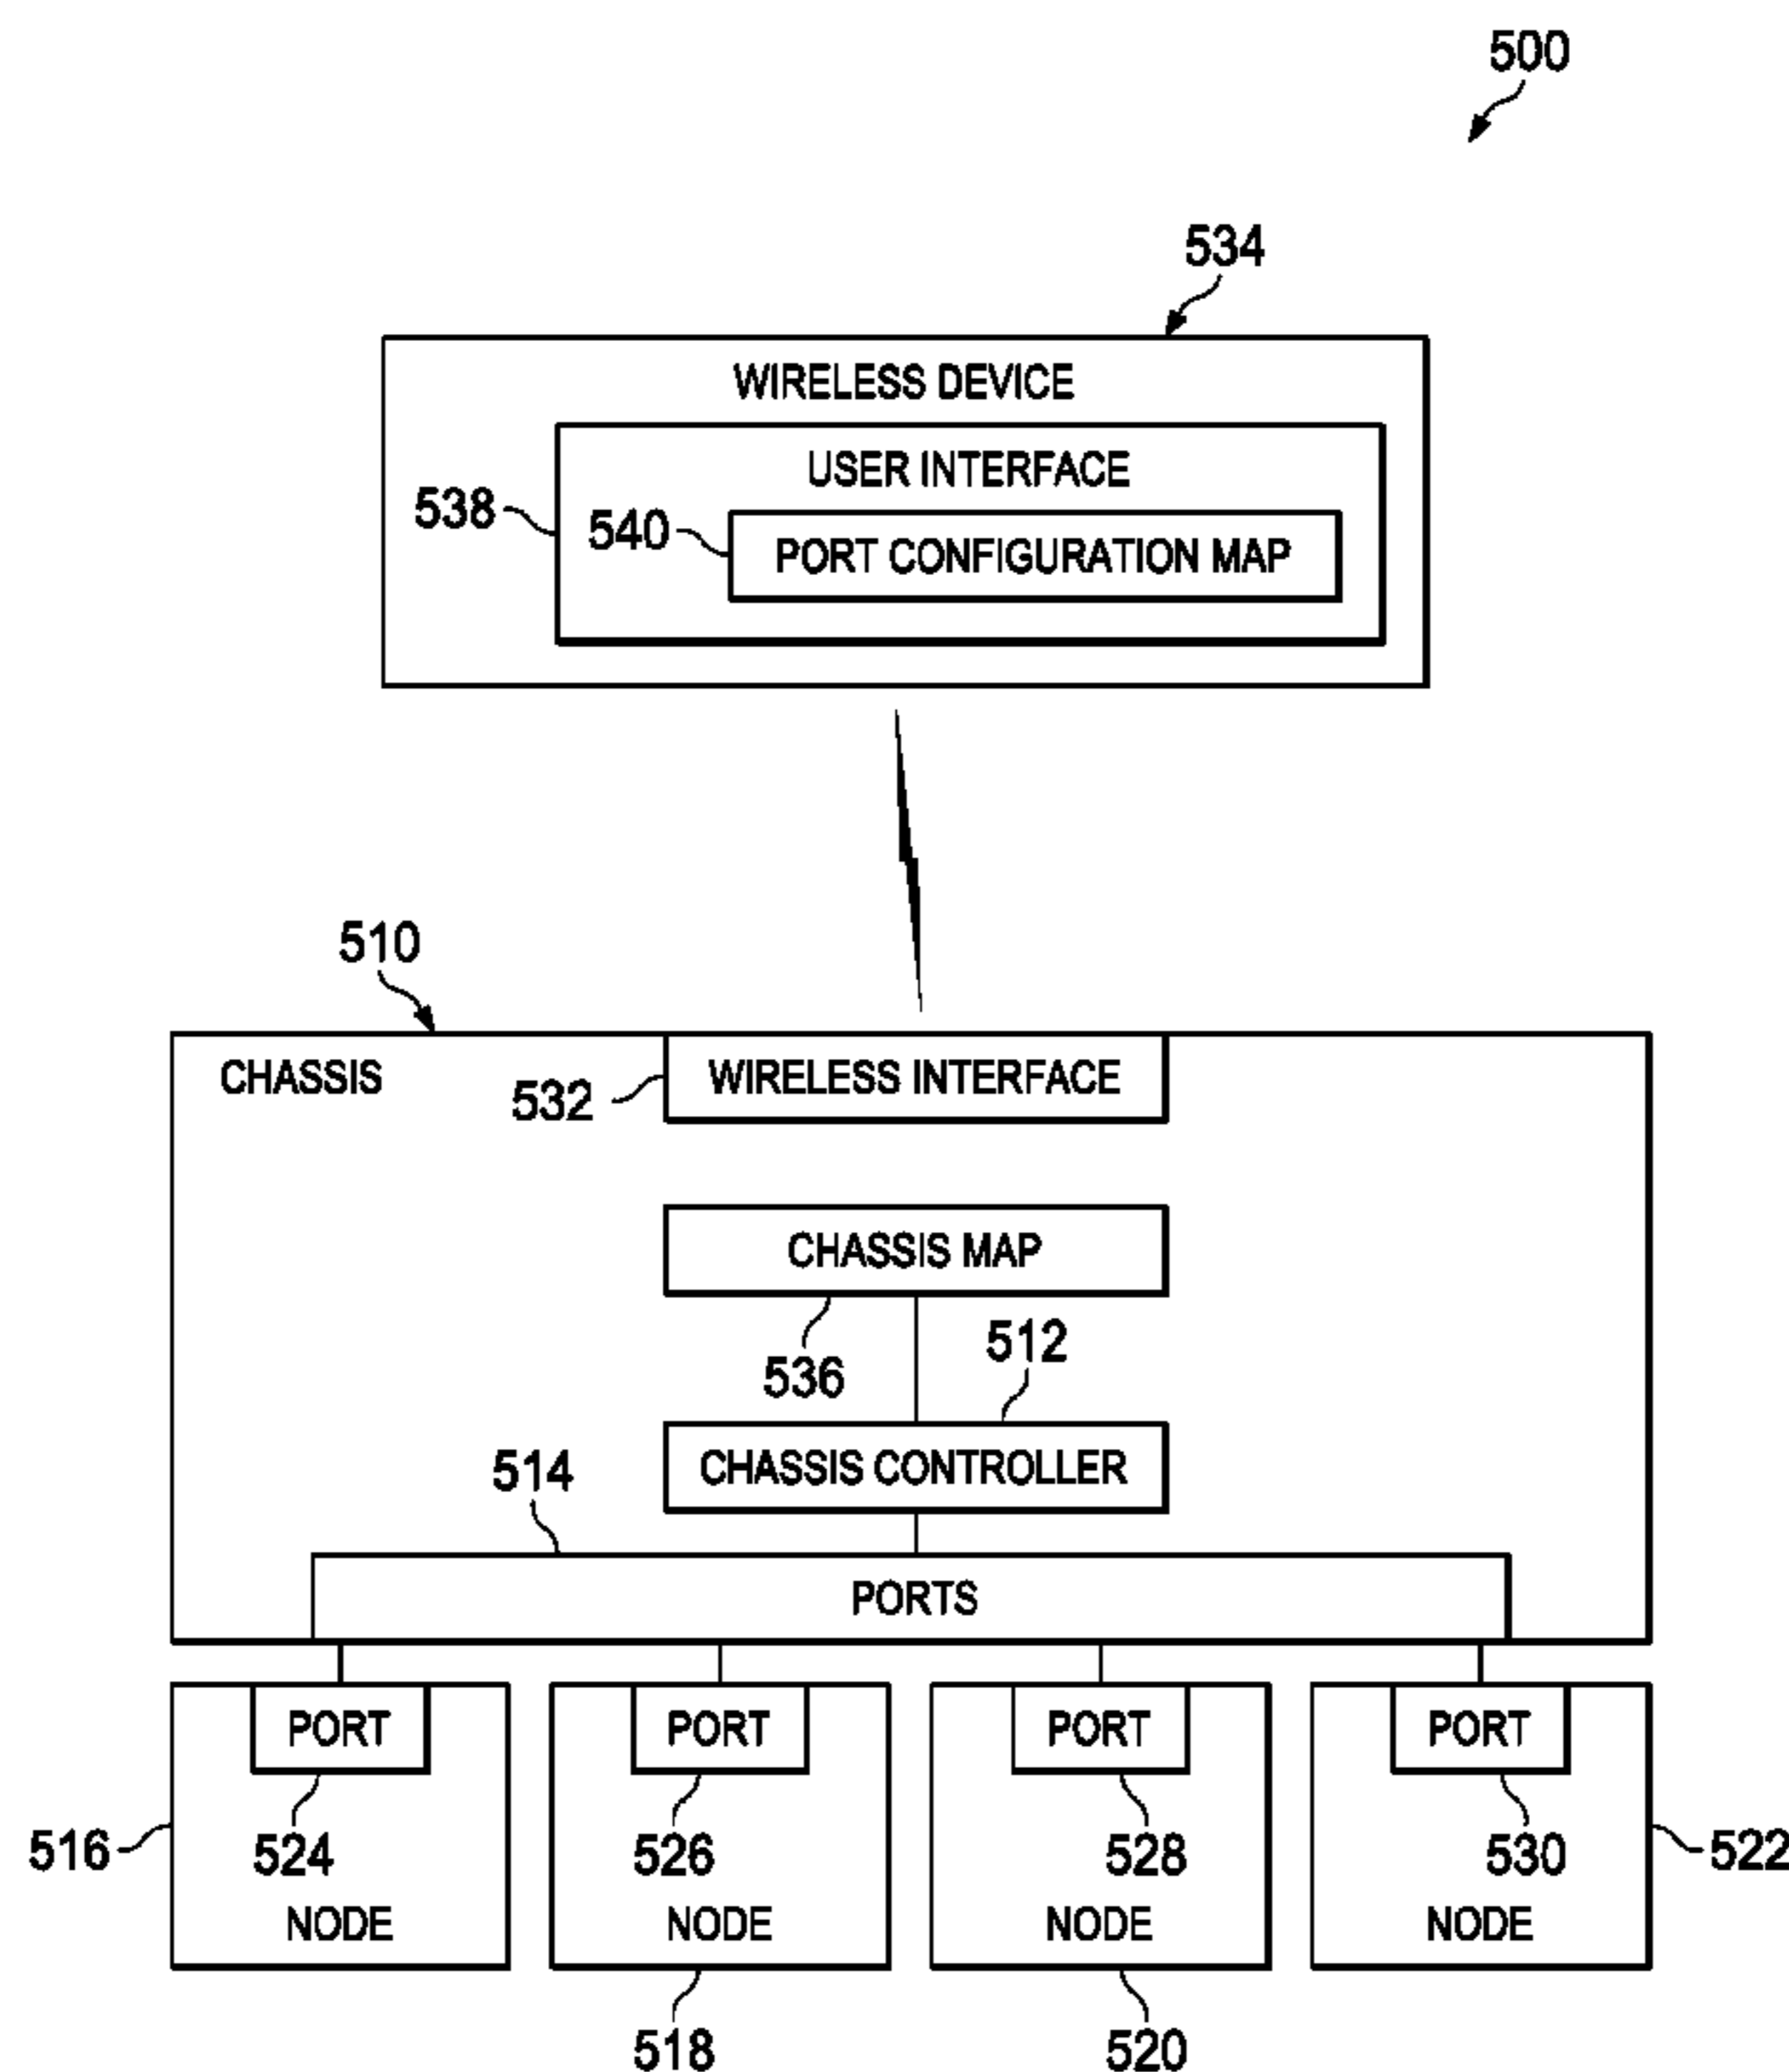 500
534
WIRELESS DEVICE
USER INTERFACE
538
540
PORT CONFIGURATION MAP
510
CHASSIS
WIRELESS INTERFACE
532
CHASSIS MAP
536
512
CHASSIS CONTROLLER
514
PORTS
PORT PORT PORT PORT
516 524 526 528 530 522
NODE NODE NODE NODE
518 520